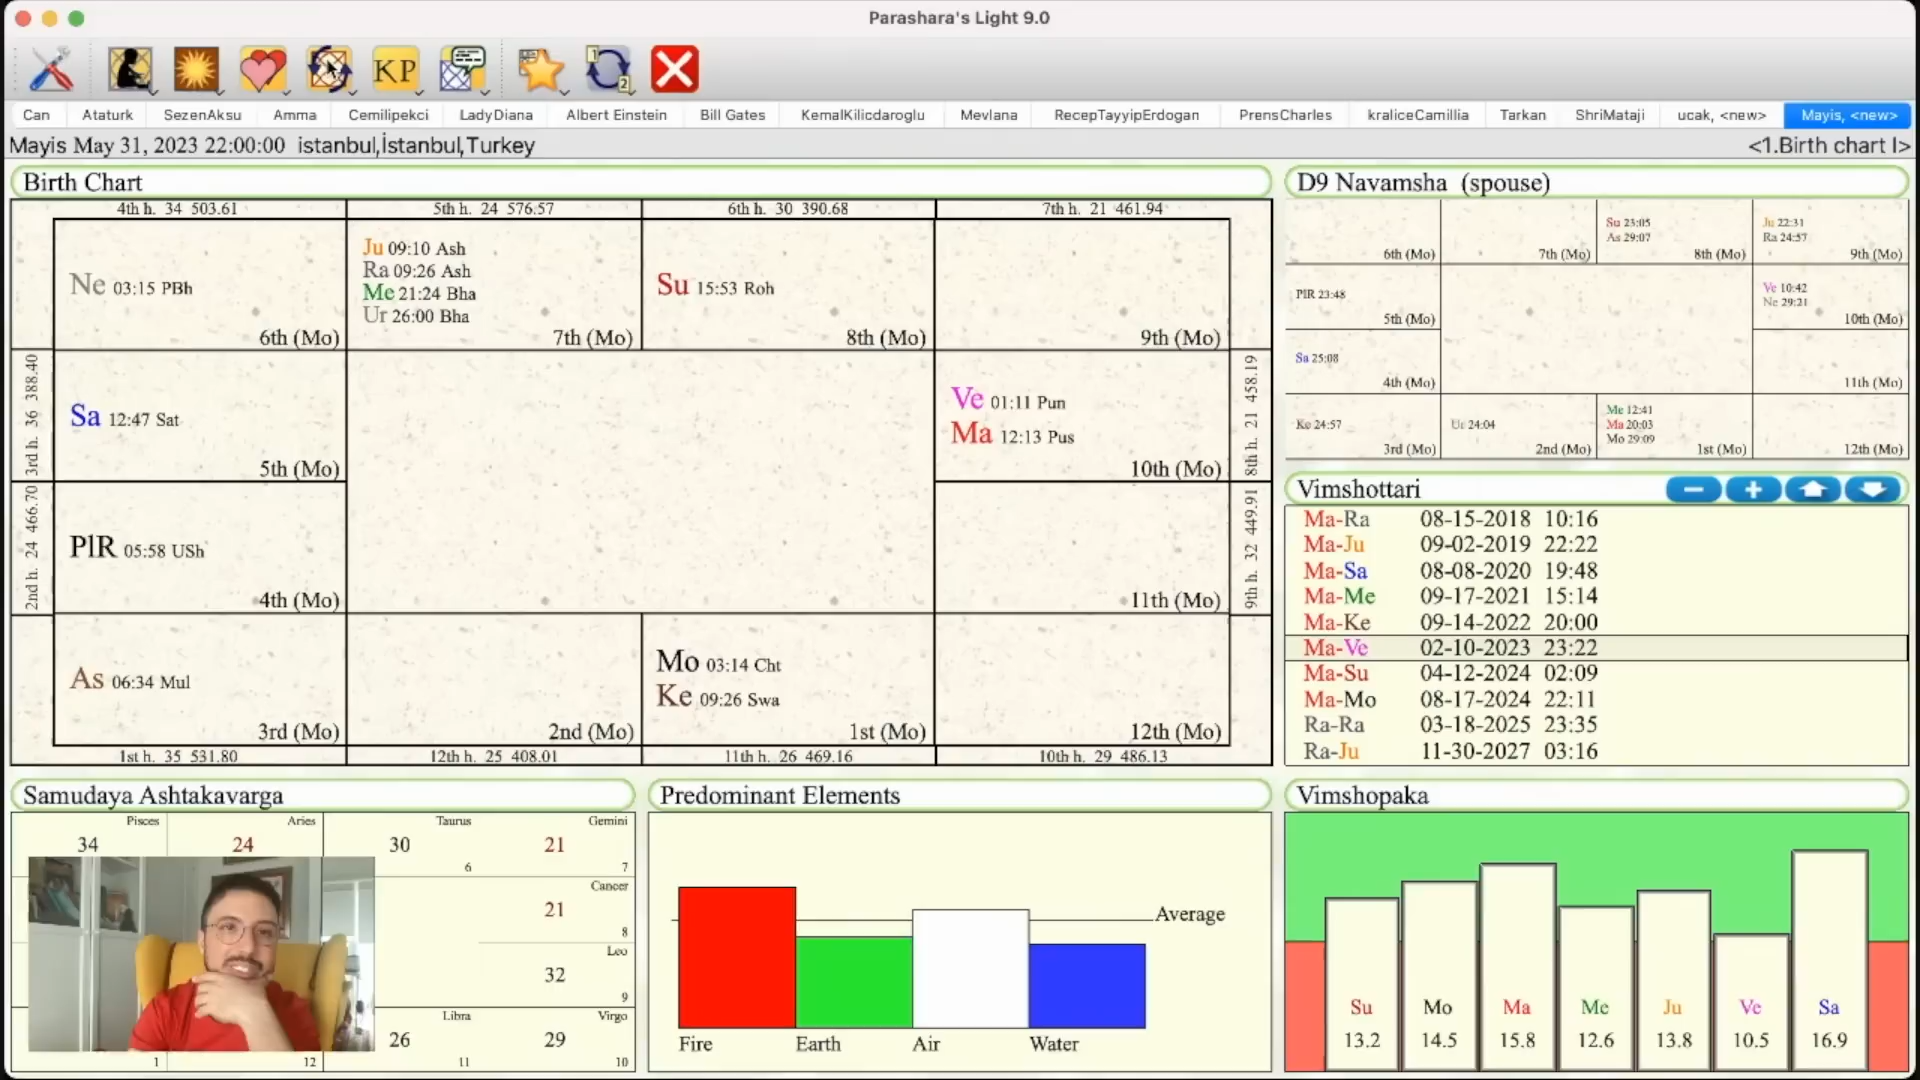 Parashara's Light 9.0
KP
1
2
Can Ataturk SezenAksu Amma Cemilipekci LadyDiana Albert Einstein Bill Gates KemalKilicdaroglu Mevlana RecepTayyipErdogan PrensCharles kraliceCamillia Tarkan ShriMataji ucak, <new> Mayis, <new>
Mayis May 31, 2023 22:00:00 istanbul,İstanbul,Turkey <1.Birth chart I>
Birth Chart
4th h. 34 503.61
5th h. 24 576.57
6th h. 30 390.68
7th h. 21 461.94
Ne 03:15 PBh
6th (Mo)
Ju 09:10 Ash
Ra 09:26 Ash
Me 21:24 Bha
Ur 26:00 Bha
7th (Mo)
Su 15:53 Roh
8th (Mo)
9th (Mo)
3rd h. 36 388.40
Sa 12:47 Sat
5th (Mo)
Ve 01:11 Pun
Ma 12:13 Pus
10th (Mo)
8th h. 21 458.19
2nd h. 24 466.70
PlR 05:58 USh
4th (Mo)
11th (Mo)
9th h. 32 449.91
As 06:34 Mul
3rd (Mo)
2nd (Mo)
Mo 03:14 Cht
Ke 09:26 Swa
1st (Mo)
12th (Mo)
1st h. 35 531.80
12th h. 25 408.01
11th h. 26 469.16
10th h. 29 486.13
D9 Navamsha (spouse)
6th (Mo)
7th (Mo)
Su 23:05
As 29:07
8th (Mo)
Ju 22:31
Ra 24:57
9th (Mo)
PlR 23:48
5th (Mo)
Ve 10:42
Ne 29:21
10th (Mo)
Sa 25:08
4th (Mo)
11th (Mo)
Ke 24:57
3rd (Mo)
Ur 24:04
2nd (Mo)
Me 12:41
Ma 20:03
Mo 29:09
1st (Mo)
12th (Mo)
Vimshottari
Ma-Ra 08-15-2018 10:16
Ma-Ju 09-02-2019 22:22
Ma-Sa 08-08-2020 19:48
Ma-Me 09-17-2021 15:14
Ma-Ke 09-14-2022 20:00
Ma-Ve 02-10-2023 23:22
Ma-Su 04-12-2024 02:09
Ma-Mo 08-17-2024 22:11
Ra-Ra 03-18-2025 23:35
Ra-Ju 11-30-2027 03:16
Samudaya Ashtakavarga
Pisces Aries Taurus Gemini
34 24 30 21
6 7
Cancer
21
8
Leo
32
9
Libra Virgo
26 29
1 12 11 10
Predominant Elements
Average
Fire Earth Air Water
Vimshopaka
Su Mo Ma Me Ju Ve Sa
13.2 14.5 15.8 12.6 13.8 10.5 16.9